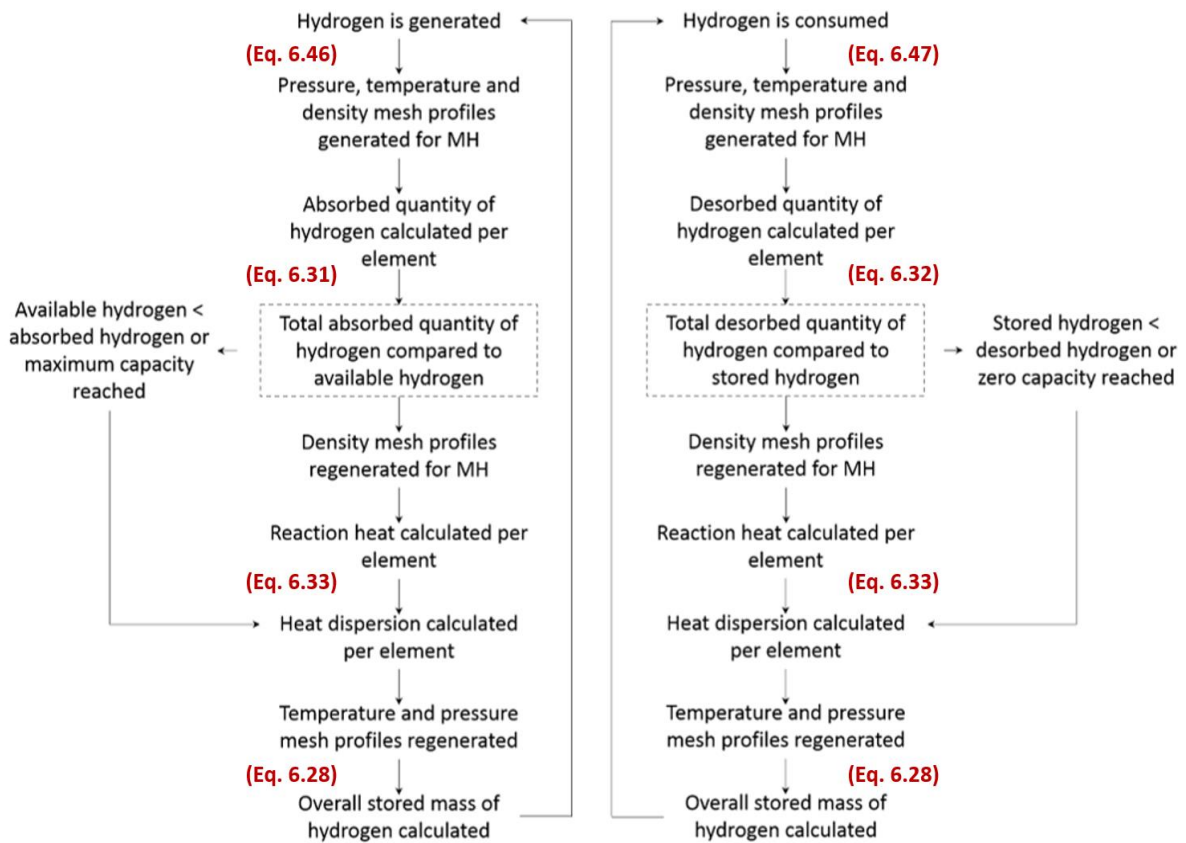 Hydrogen is generated
(Eq. 6.46)
Pressure, temperature and
density mesh profiles
generated for MH
Absorbed quantity of
hydrogen calculated per
element
(Eq. 6.31)
Available hydrogen <
absorbed hydrogen or
maximum capacity
reached
Total absorbed quantity of
hydrogen compared to
available hydrogen
Density mesh profiles
regenerated for MH
Reaction heat calculated per
element
(Eq. 6.33)
Heat dispersion calculated
per element
Temperature and pressure
mesh profiles regenerated
(Eq. 6.28)
Overall stored mass of
hydrogen calculated
Hydrogen is consumed
(Eq. 6.47)
Pressure, temperature and
density mesh profiles
generated for MH
Desorbed quantity of
hydrogen calculated per
element
(Eq. 6.32)
Total desorbed quantity of
hydrogen compared to
stored hydrogen
Stored hydrogen <
desorbed hydrogen or
zero capacity reached
Density mesh profiles
regenerated for MH
Reaction heat calculated per
element
(Eq. 6.33)
Heat dispersion calculated
per element
Temperature and pressure
mesh profiles regenerated
(Eq. 6.28)
Overall stored mass of
hydrogen calculated